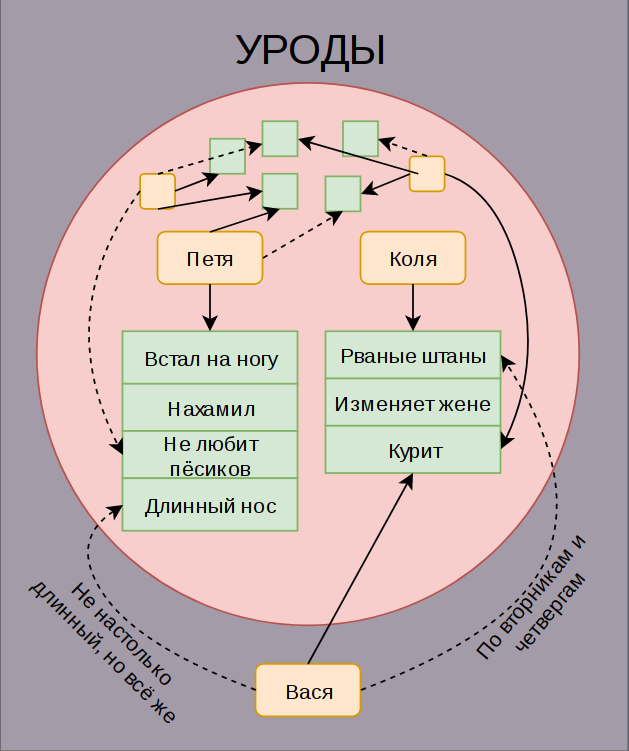 УРОДЫ
Петя
Коля
Встал на ногу
Нахамил
Не любит
пёсиков
Длинный нос
Рваные штаны
Изменяет жене
Курит
Не настолько
длинный, но всё же
По вторникам и
четвергам
Вася